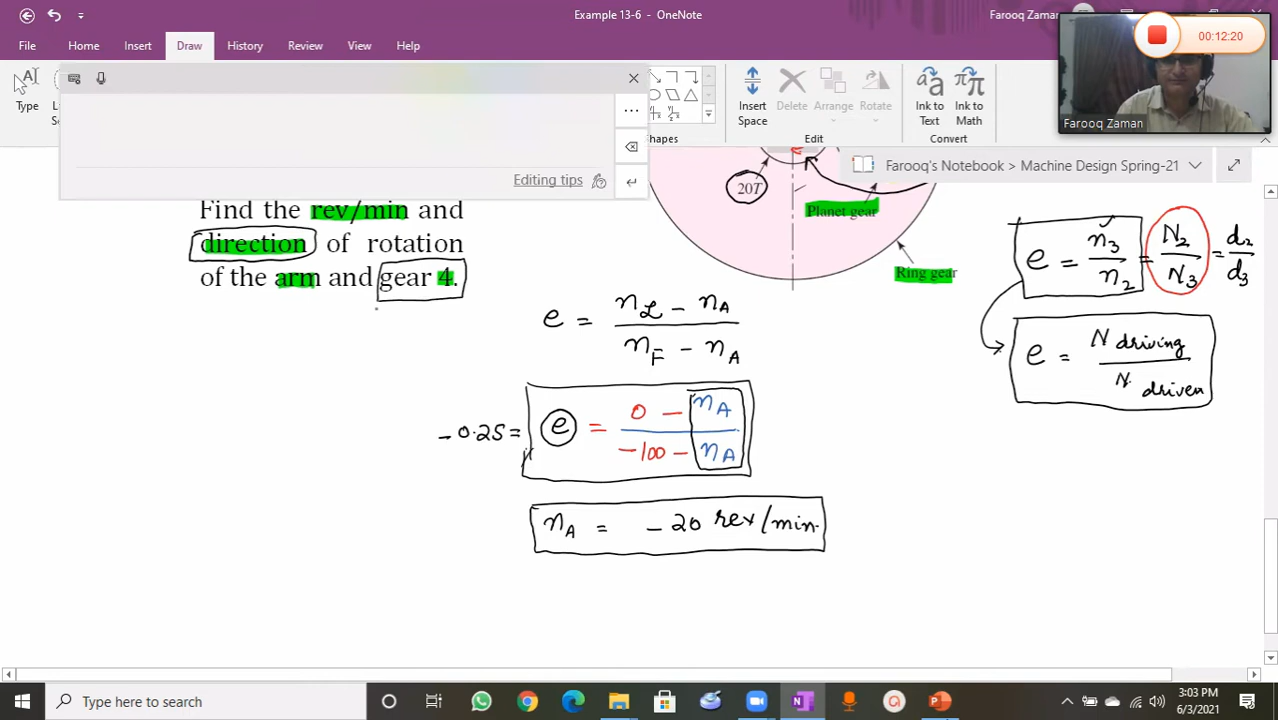 Example 13-6 - OneNote
Farooq Zaman
00:12:20
File Home Insert Draw History Review View Help
Type
Insert Space
Delete
Arrange
Rotate
Ink to Text
Ink to Math
Shapes
Edit
Convert
Farooq Zaman
Editing tips
Farooq's Notebook > Machine Design Spring-21
Find the rev/min and
direction of rotation
of the arm and gear 4.
20T
Planet gear
Ring gear
e = n3/n2 = N2/N3 = d2/d3
e = N driving / N driven
e = nL - nA / nF - nA
-0.25 = e = 0 - nA / -100 - nA
nA = -20 rev/min
Type here to search
3:03 PM
6/3/2021